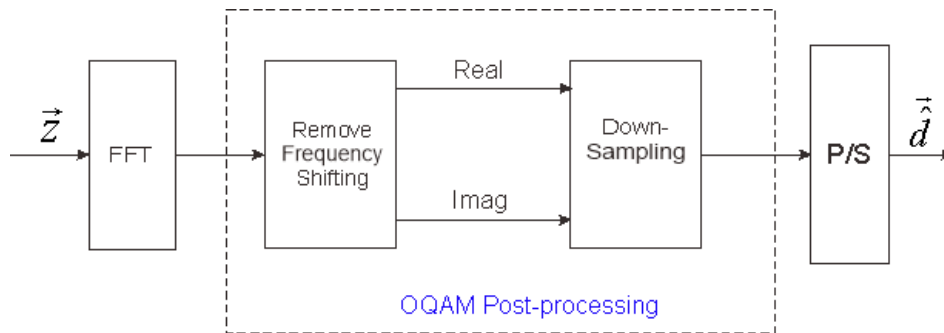 Real
Z⃗
FFT
Remove
Frequency
Shifting
Down-
Sampling
P/S
d̂⃗
Imag
OQAM Post-processing